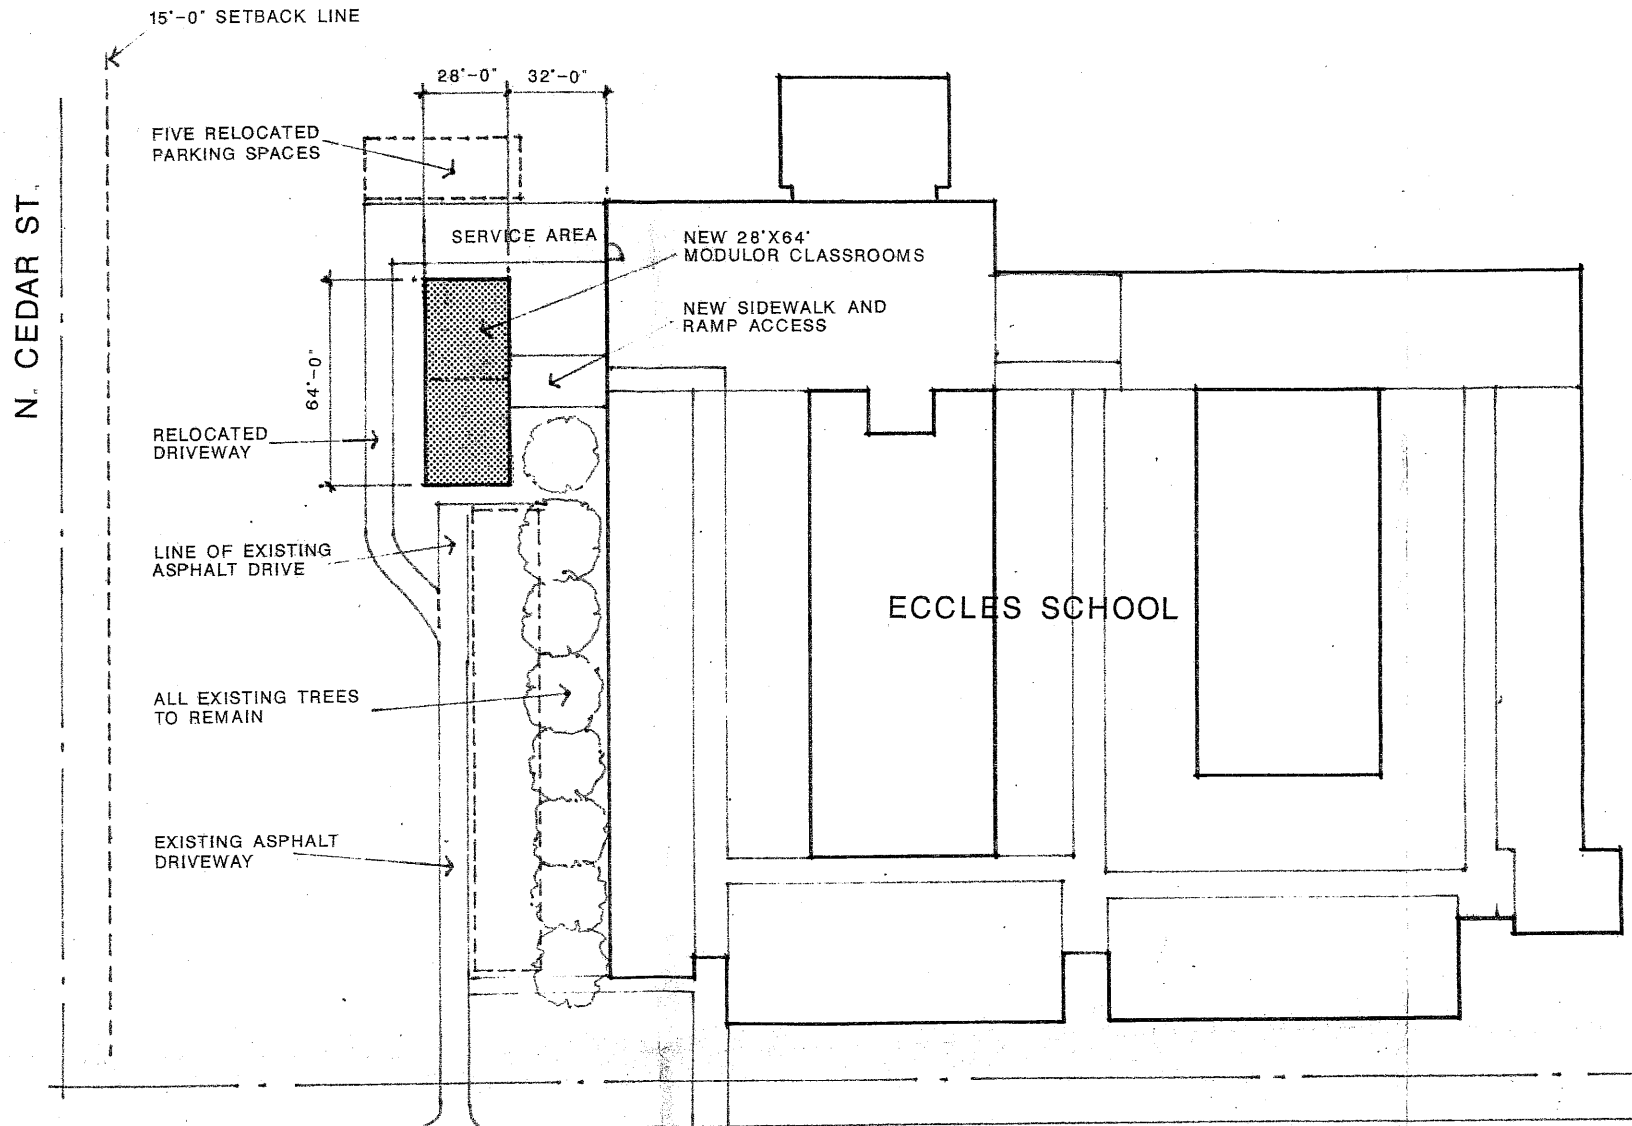 15'-0" SETBACK LINE
28'-0" 32'-0"
FIVE RELOCATED
PARKING SPACES
N. CEDAR ST.
SERVICE AREA
NEW 28'X64'
MODULOR CLASSROOMS
NEW SIDEWALK AND
RAMP ACCESS
64'-0"
RELOCATED
DRIVEWAY
LINE OF EXISTING
ASPHALT DRIVE
ECCLES SCHOOL
ALL EXISTING TREES
TO REMAIN
EXISTING ASPHALT
DRIVEWAY